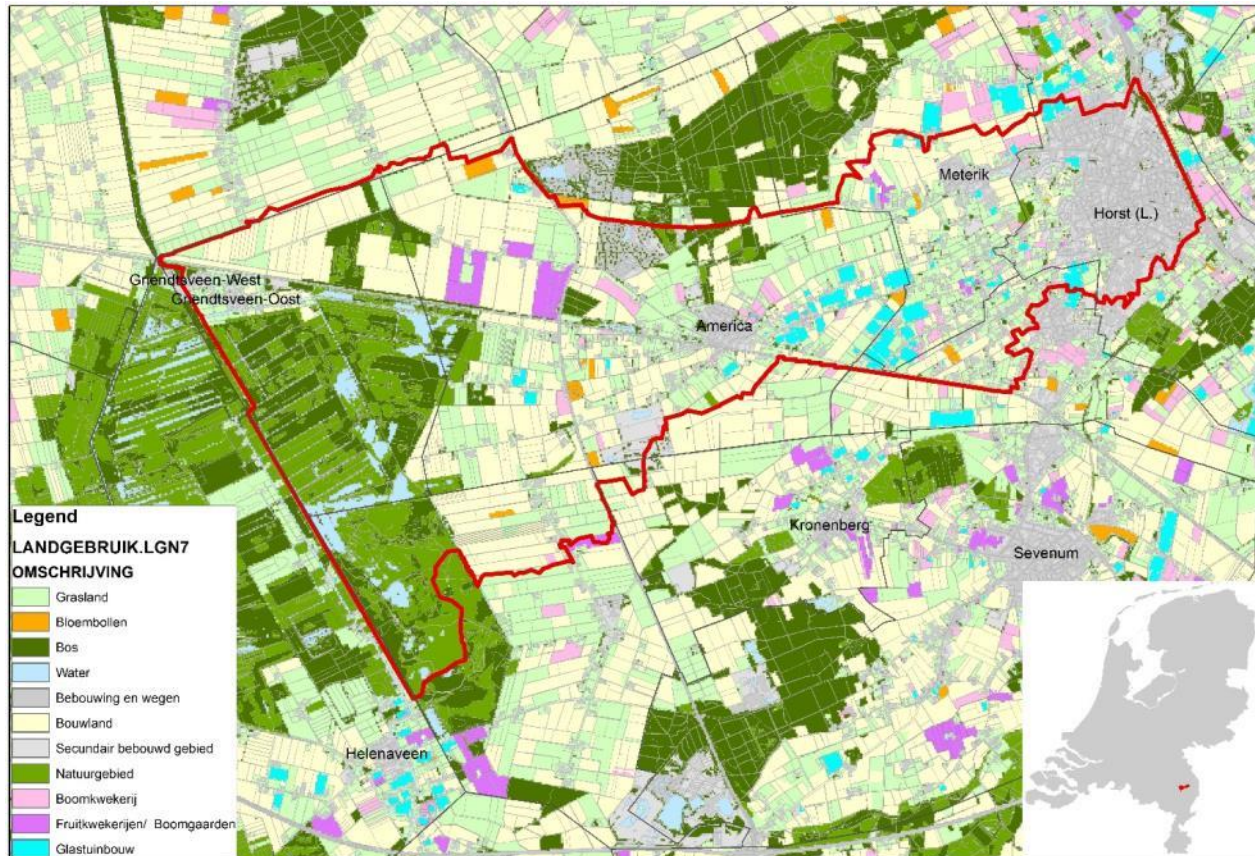 Meterik
Horst (L.)
Griendtsveen-West
Griendtsveen-Oost
America
Kronenberg
Sevenum
Helenaveen
Legend
LANDGEBRUIK.LGN7
OMSCHRIJVING
Grasland
Bloembollen
Bos
Water
Bebouwing en wegen
Bouwland
Secundair bebouwd gebied
Natuurgebied
Boomkwekerij
Fruitkwekerijen/ Boomgaarden
Glastuinbouw